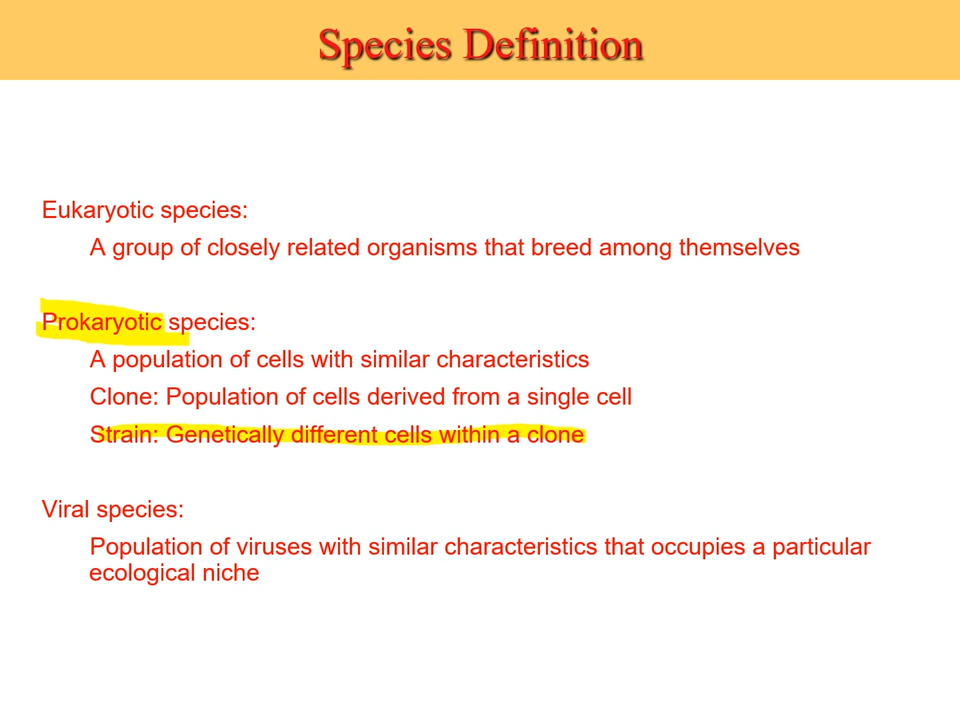 Species Definition
Eukaryotic species:
A group of closely related organisms that breed among themselves
Prokaryotic species:
A population of cells with similar characteristics
Clone: Population of cells derived from a single cell
Strain: Genetically different cells within a clone
Viral species:
Population of viruses with similar characteristics that occupies a particular
ecological niche